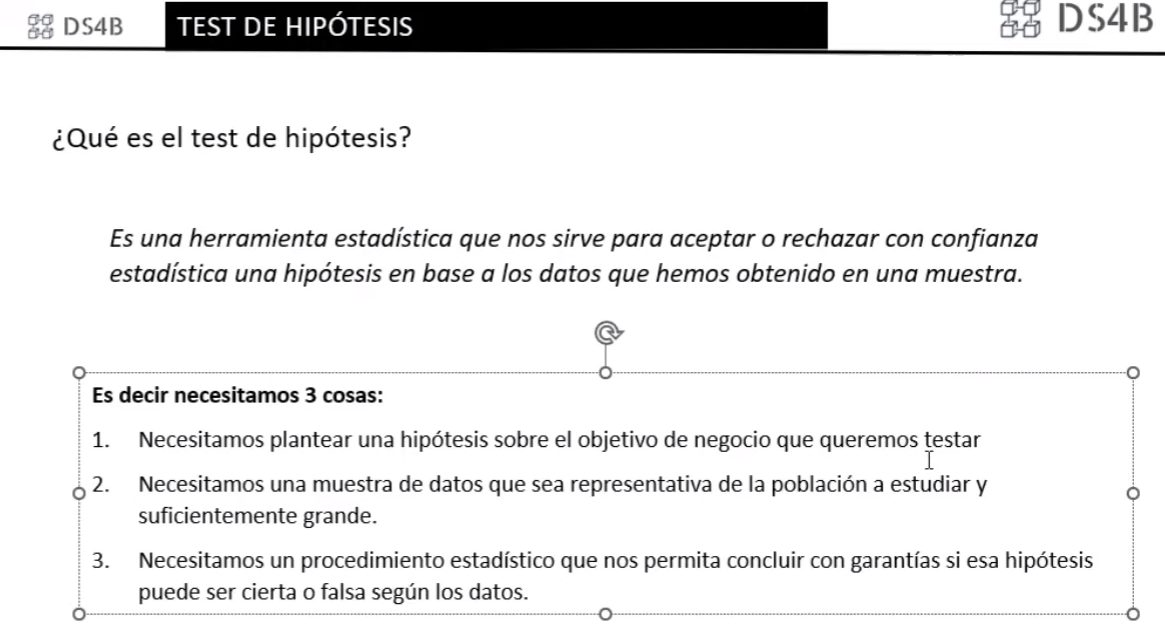 DS4B
TEST DE HIPÓTESIS
DS4B
¿Qué es el test de hipótesis?
Es una herramienta estadística que nos sirve para aceptar o rechazar con confianza
estadística una hipótesis en base a los datos que hemos obtenido en una muestra.
Es decir necesitamos 3 cosas:
1. Necesitamos plantear una hipótesis sobre el objetivo de negocio que queremos testar
2. Necesitamos una muestra de datos que sea representativa de la población a estudiar y
suficientemente grande.
3. Necesitamos un procedimiento estadístico que nos permita concluir con garantías si esa hipótesis
puede ser cierta o falsa según los datos.